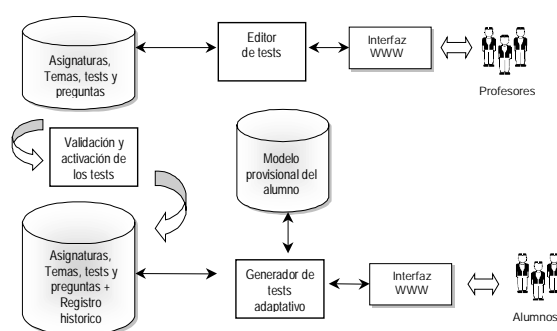 Asignaturas,
Temas, tests y
preguntas
Editor
de tests
Interfaz
WWW
Profesores
Validación y
activación de
los tests
Modelo
provisional del
alumno
Asignaturas,
Temas, tests y
preguntas +
Registro
historico
Generador de
tests
adaptativo
Interfaz
WWW
Alumnos